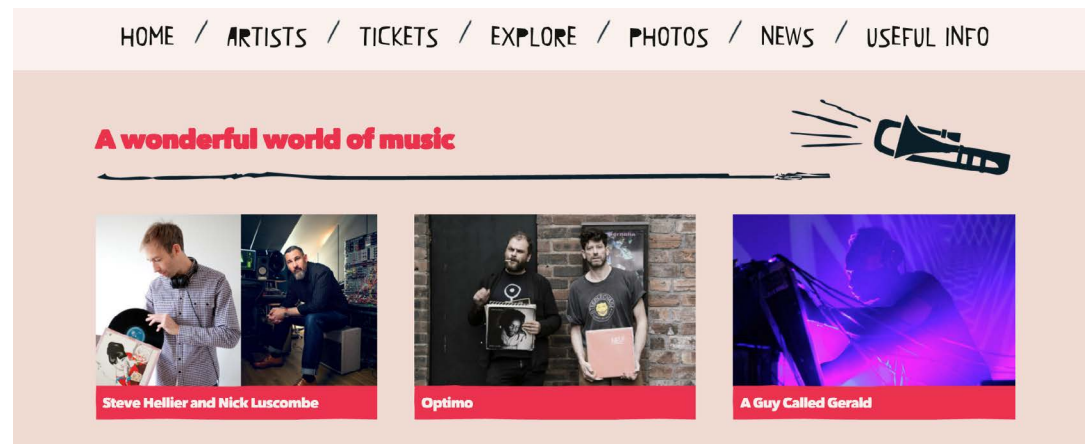 HOME / ARTISTS / TICKETS / EXPLORE / PHOTOS / NEWS / USEFUL INFO
A wonderful world of music
Steve Hellier and Nick Luscombe
Optimo
A Guy Called Gerald